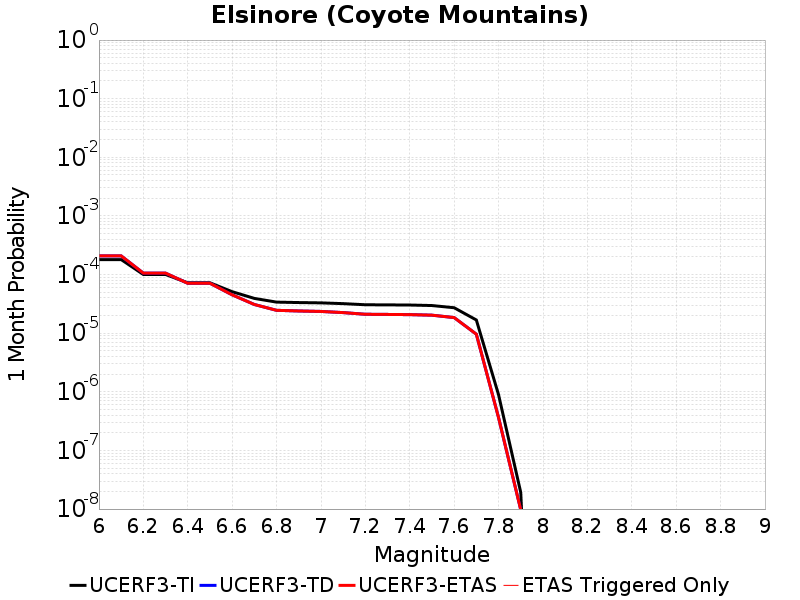 Elsinore (Coyote Mountains)
1 Month Probability
10^0
10^-1
10^-2
10^-3
10^-4
10^-5
10^-6
10^-7
10^-8
6 6.2 6.4 6.6 6.8 7 7.2 7.4 7.6 7.8 8 8.2 8.4 8.6 8.8 9
Magnitude
UCERF3-TI UCERF3-TD UCERF3-ETAS ETAS Triggered Only